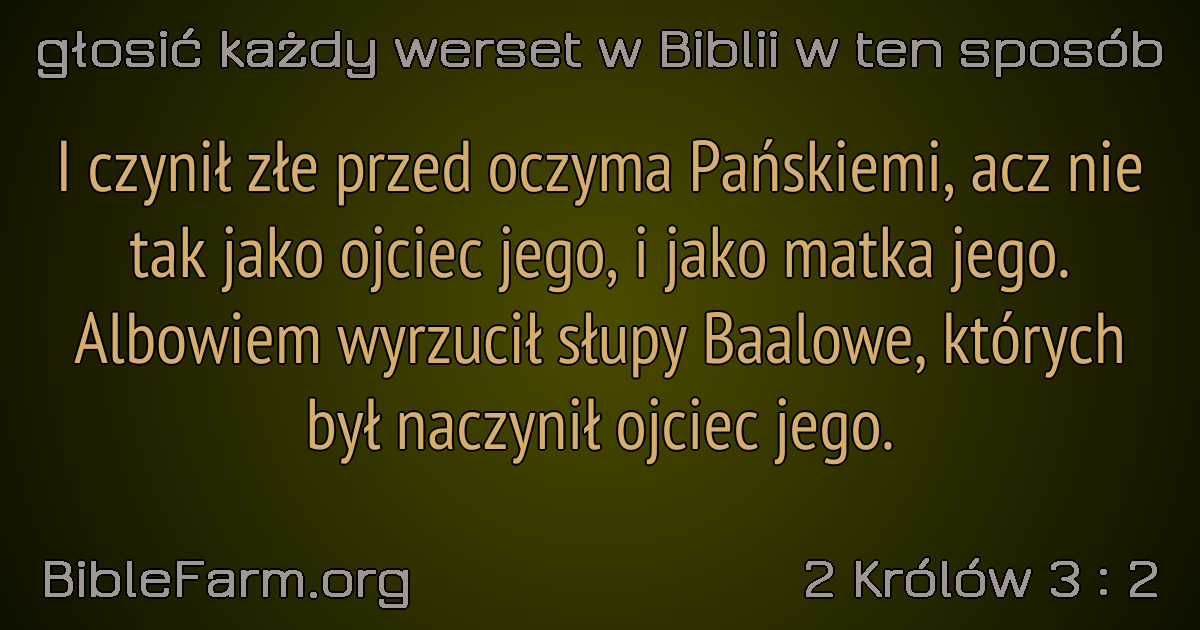 głosić każdy werset w Biblii w ten sposób
I czynił złe przed oczyma Pańskiemi, acz nie
tak jako ojciec jego, i jako matka jego.
Albowiem wyrzucił słupy Baalowe, których
był naczynił ojciec jego.
BibleFarm.org
2 Królów 3 : 2